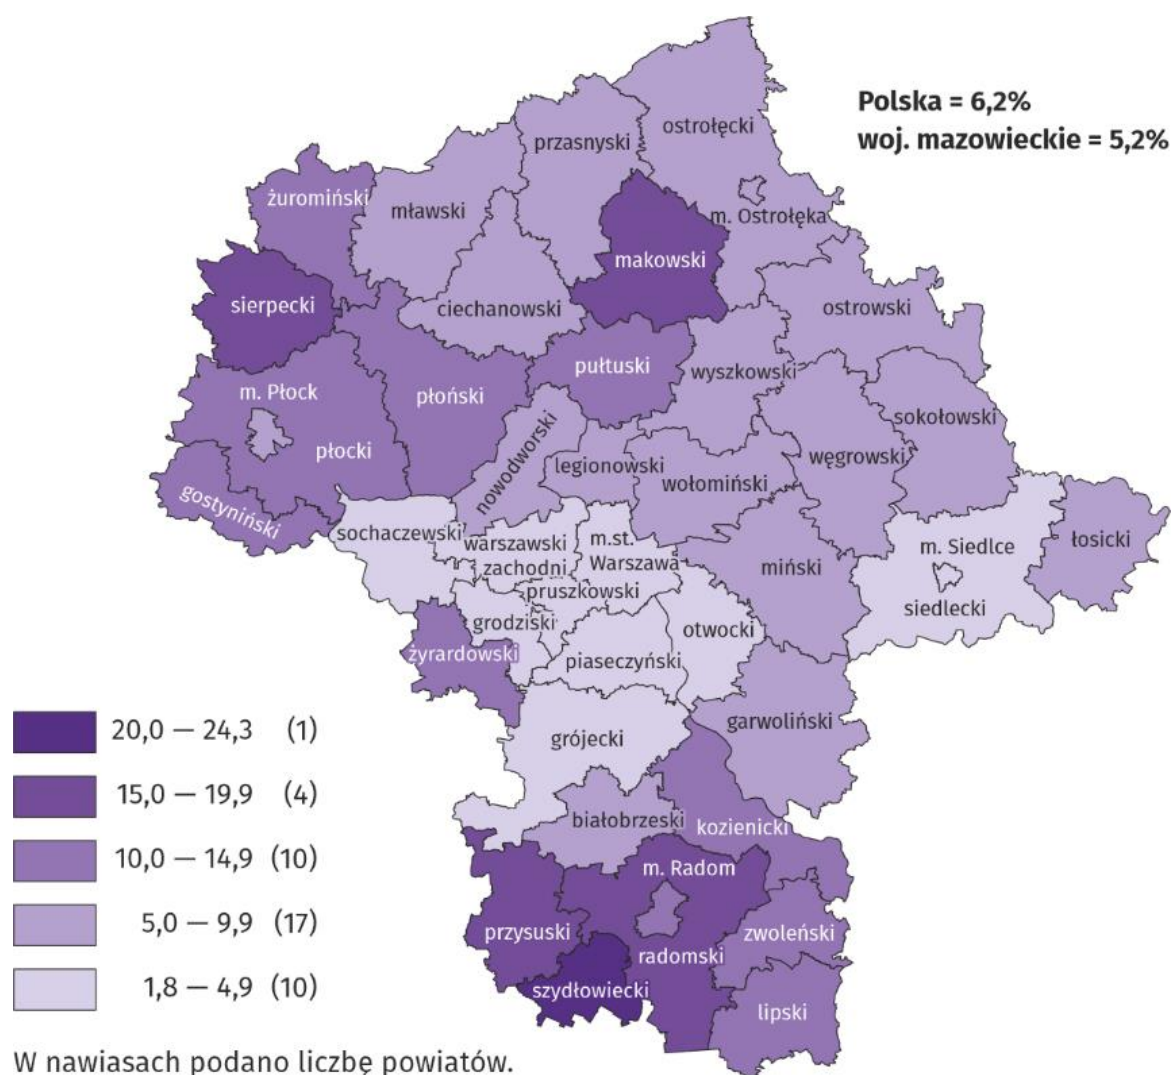 Polska = 6,2%
woj. mazowieckie = 5,2%
ostrołęcki
przasnyski
żuromiński
mławski
m. Ostrołęka
makowski
sierpecki
ciechanowski
ostrowski
pułtuski
wyszkowski
m. Płock
płoński
sokołowski
płocki
nowodworski
legionowski
węgrowski
wołomiński
gostyniński
sochaczewski
warszawski
zachodni
m.st.
Warszawa
m. Siedlce
łosicki
miński
pruszkowski
siedlecki
grodziski
otwocki
żyrardowski
piaseczyński
garwoliński
grójecki
białobrzeski
kozienicki
m. Radom
przysuski
radomski
zwoleński
szydłowiecki
lipski
20,0 — 24,3 (1)
15,0 — 19,9 (4)
10,0 — 14,9 (10)
5,0 — 9,9 (17)
1,8 — 4,9 (10)
W nawiasach podano liczbę powiatów.